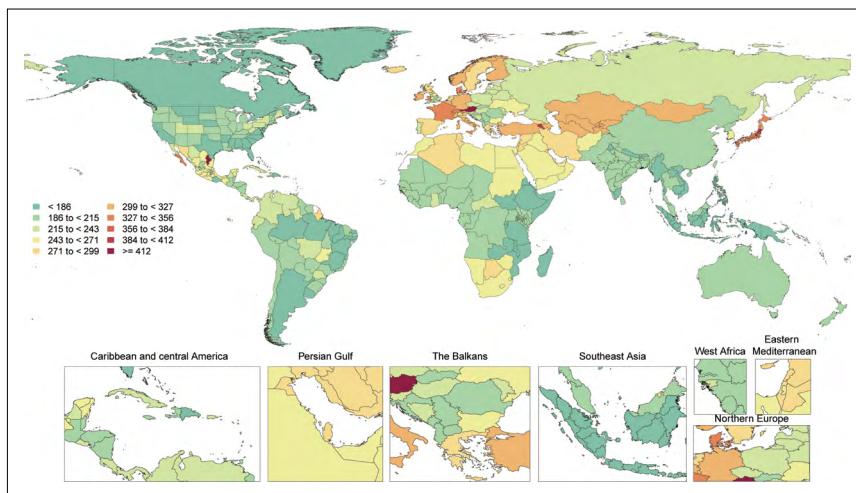 < 186
186 to < 215
215 to < 243
243 to < 271
271 to < 299
299 to < 327
327 to < 356
356 to < 384
384 to < 412
>= 412
Caribbean and central America
Persian Gulf
The Balkans
Southeast Asia
West Africa
Eastern
Mediterranean
Northern Europe